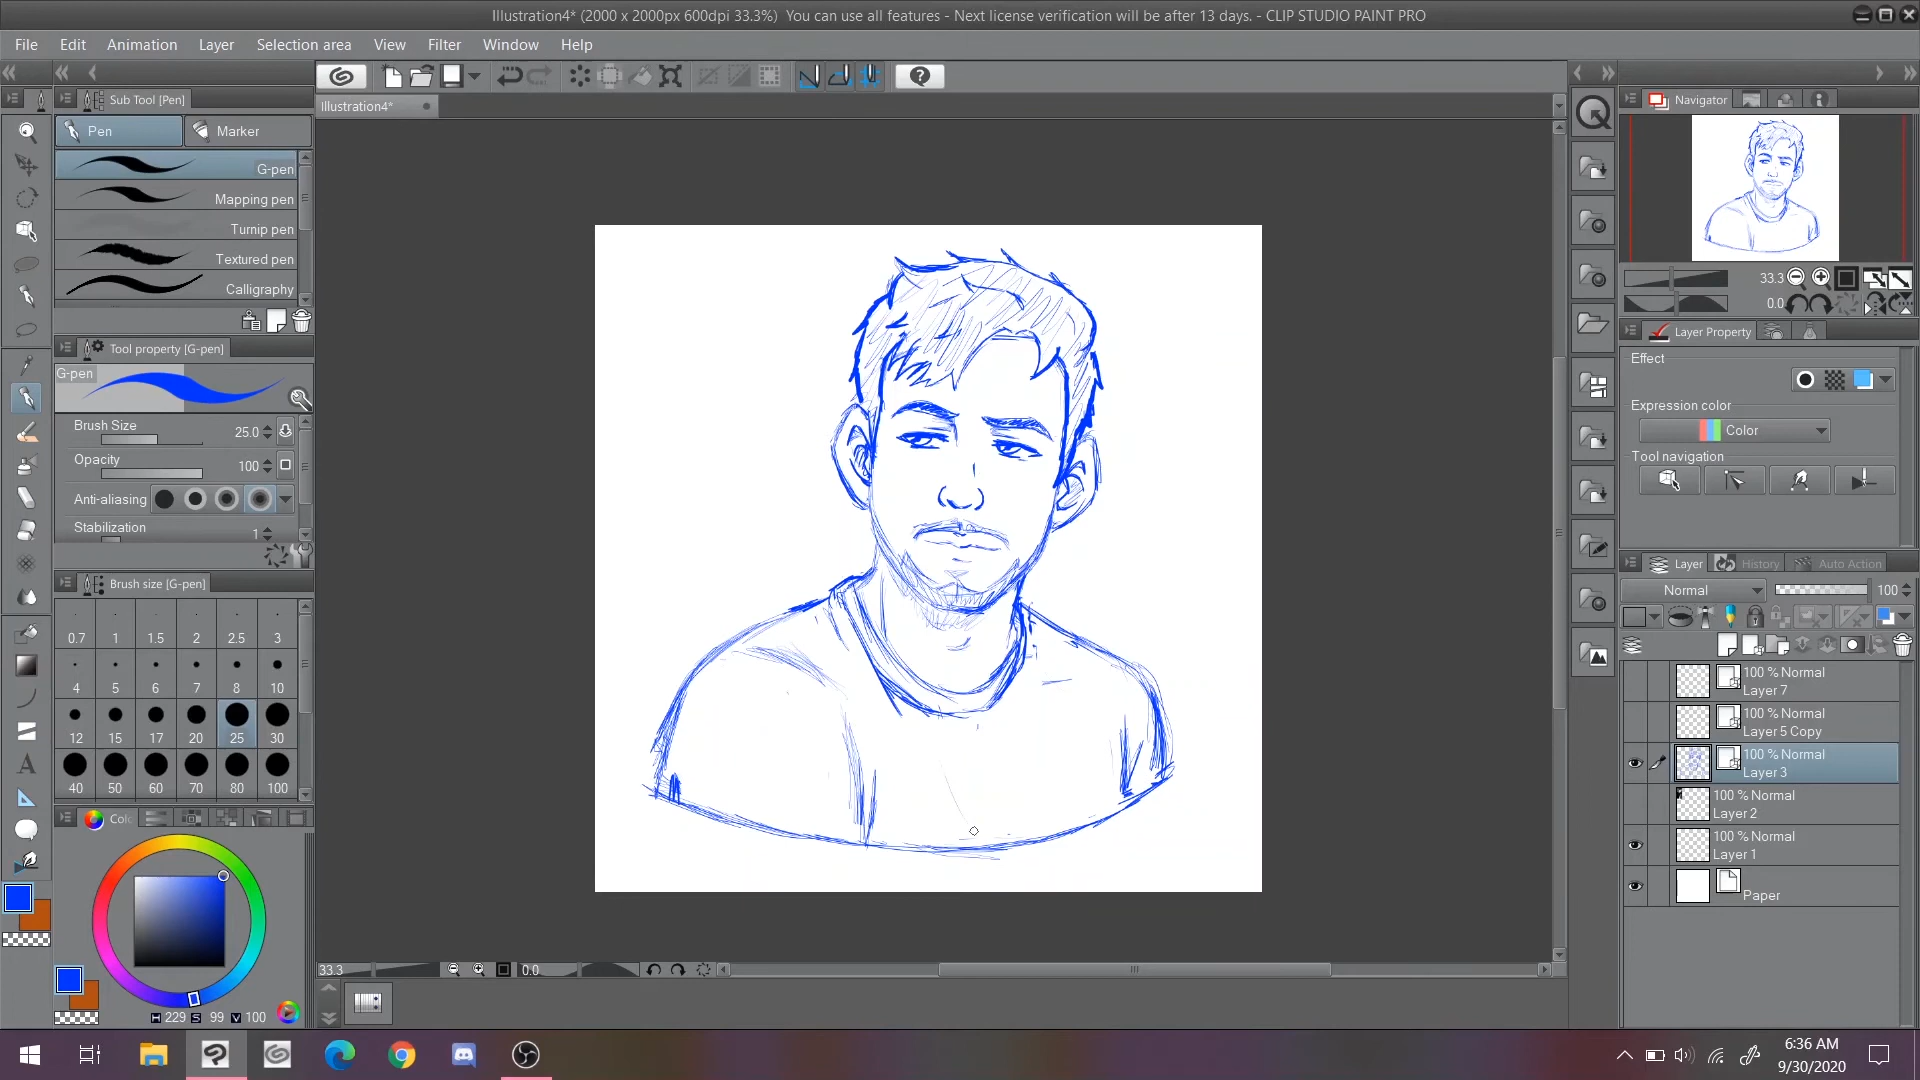 Illustration4* (2000 x 2000px 600dpi 33.3%)  You can use all features - Next license verification will be after 13 days. - CLIP STUDIO PAINT PRO
File Edit Animation Layer Selection area View Filter Window Help
Sub Tool [Pen]
Pen Marker
G-pen
Mapping pen
Turnip pen
Textured pen
Calligraphy
Tool property [G-pen]
G-pen
Brush Size 25.0
Opacity 100
Anti-aliasing
Stabilization 1
Brush size [G-pen]
0.7 1 1.5 2 2.5 3
4 5 6 7 8 10
12 15 17 20 25 30
40 50 60 70 80 100
Colo
H 229 S 99 V 100
Illustration4*
33.3 0.0
Navigator
33.3
0.0
Layer Property
Effect
Expression color
Color
Tool navigation
Layer History Auto Action
Normal 100
100 % Normal
Layer 7
100 % Normal
Layer 5 Copy
100 % Normal
Layer 3
100 % Normal
Layer 2
100 % Normal
Layer 1
Paper
6:36 AM
9/30/2020